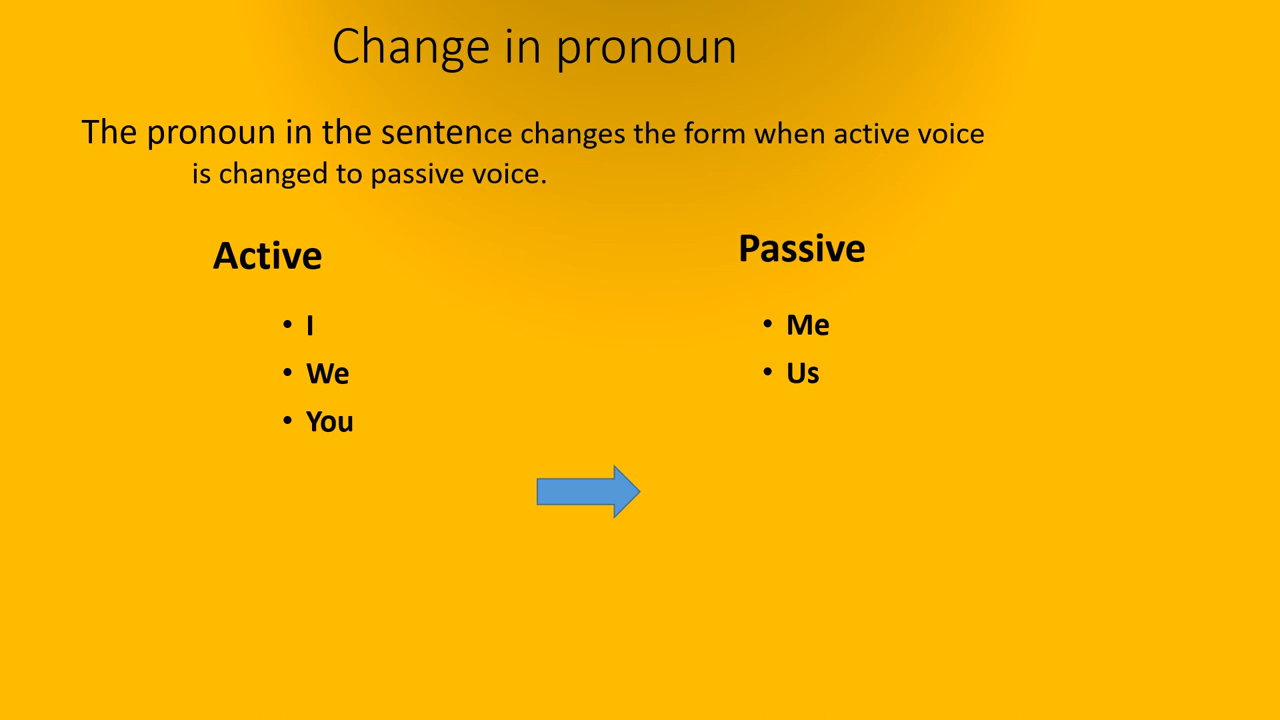 Change in pronoun
The pronoun in the sentence changes the form when active voice
is changed to passive voice.
Active
• I
• We
• You
Passive
• Me
• Us